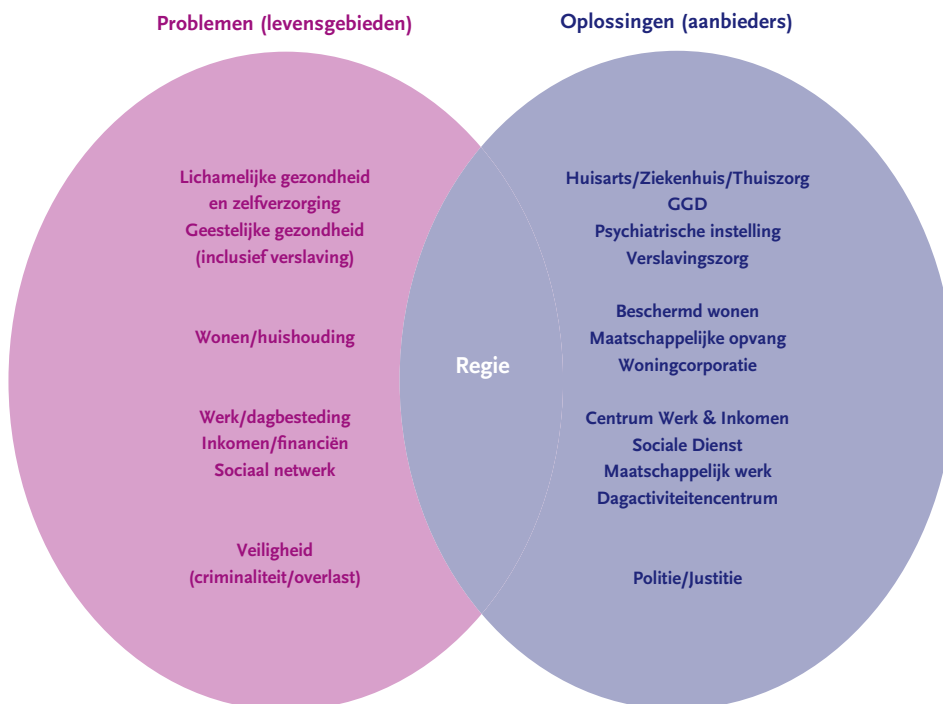 Problemen (levensgebieden)
Oplossingen (aanbieders)
Lichamelijke gezondheid
en zelfverzorging
Geestelijke gezondheid
(inclusief verslaving)
Wonen/huishouding
Werk/dagbesteding
Inkomen/financiën
Sociaal netwerk
Veiligheid
(criminaliteit/overlast)
Regie
Huisarts/Ziekenhuis/Thuiszorg
GGD
Psychiatrische instelling
Verslavingszorg
Beschermd wonen
Maatschappelijke opvang
Woningcorporatie
Centrum Werk & Inkomen
Sociale Dienst
Maatschappelijk werk
Dagactiviteitencentrum
Politie/Justitie